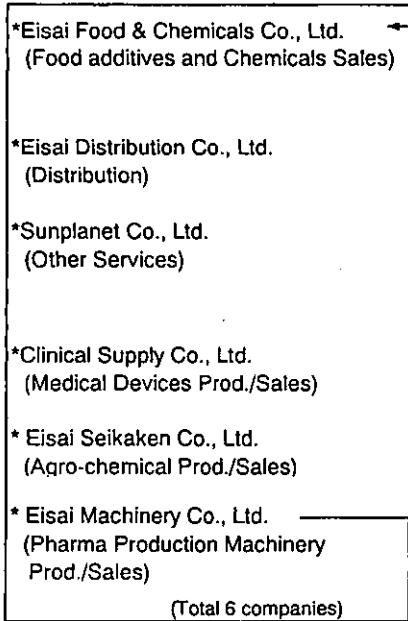 *Eisai Food & Chemicals Co., Ltd.
(Food additives and Chemicals Sales)
*Eisai Distribution Co., Ltd.
(Distribution)
*Sunplanet Co., Ltd.
(Other Services)
*Clinical Supply Co., Ltd.
(Medical Devices Prod./Sales)
* Eisai Seikaken Co., Ltd.
(Agro-chemical Prod./Sales)
* Eisai Machinery Co., Ltd.
(Pharma Production Machinery
Prod./Sales)
(Total 6 companies)